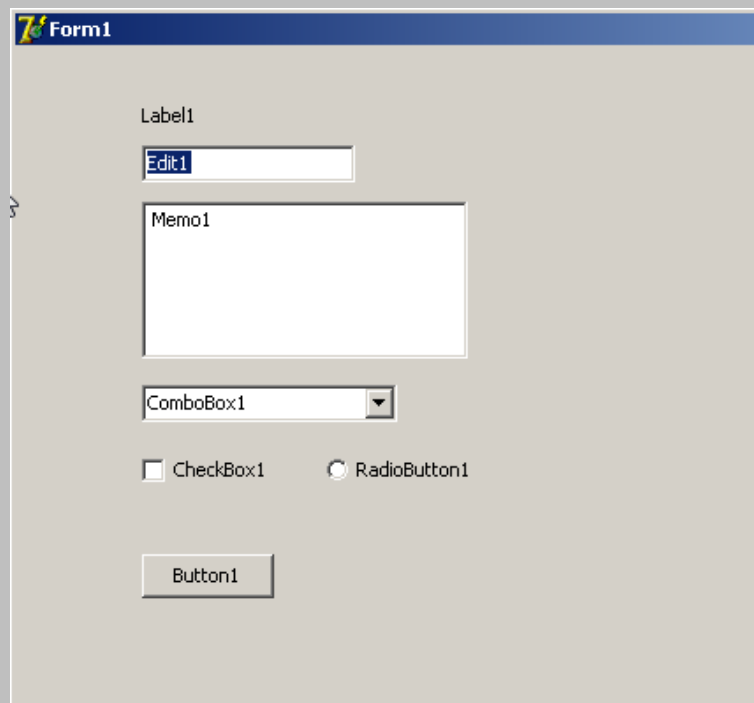 Form1
Label1
Edit1
Memo1
ComboBox1
CheckBox1 RadioButton1
Button1